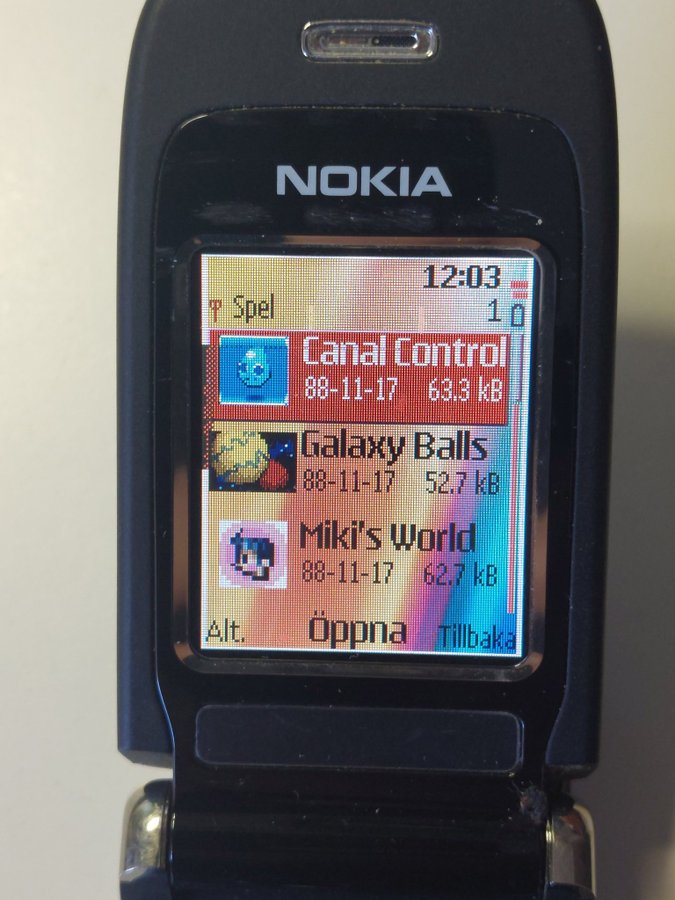 NOKIA
12:03
Spel 1
Canal Control
88-11-17 63.3 kB
Galaxy Balls
88-11-17 52.7 kB
Miki's World
88-11-17 62.7 kB
Alt. Öppna Tillbaka